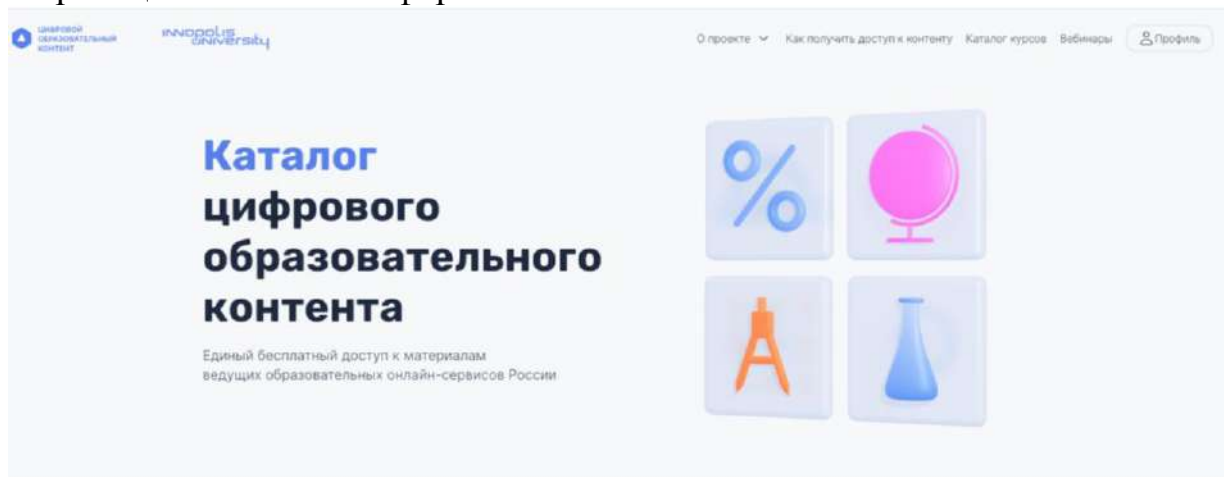 ЦИФРОВОЙ
ОБРАЗОВАТЕЛЬНЫЙ
КОНТЕНТ
INNOPOLIS
UNIVERSITY
О проекте Как получить доступ к контенту Каталог курсов Вебинары Профиль
Каталог
цифрового
образовательного
контента
Единый бесплатный доступ к материалам
ведущих образовательных онлайн-сервисов России